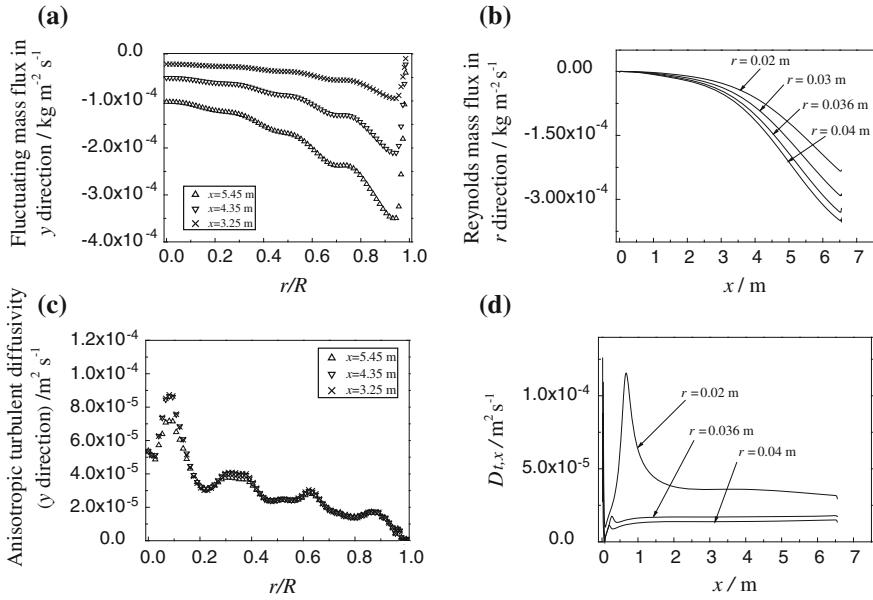 (a)
Fluctuating mass flux in
y direction / kg m⁻² s⁻¹
0.0
-1.0x10⁻⁴
-2.0x10⁻⁴
-3.0x10⁻⁴
-4.0x10⁻⁴
x=5.45 m
x=4.35 m
x=3.25 m
0.0 0.2 0.4 0.6 0.8 1.0
r/R
(b)
Reynolds mass flux in
r direction / kg m⁻² s⁻¹
0.00
-1.50x10⁻⁴
-3.00x10⁻⁴
r = 0.02 m
r = 0.03 m
r = 0.036 m
r = 0.04 m
0 1 2 3 4 5 6 7
x / m
(c)
Anisotropic turbulent diffusivity
(y direction) /m² s⁻¹
1.2x10⁻⁴
1.0x10⁻⁴
8.0x10⁻⁵
6.0x10⁻⁵
4.0x10⁻⁵
2.0x10⁻⁵
0.0
x=5.45 m
x=4.35 m
x=3.25 m
0.0 0.2 0.4 0.6 0.8 1.0
r/R
(d)
Dt,x / m² s⁻¹
1.0x10⁻⁴
5.0x10⁻⁵
0.0
r = 0.02 m
r = 0.036 m
r = 0.04 m
0 1 2 3 4 5 6 7
x / m